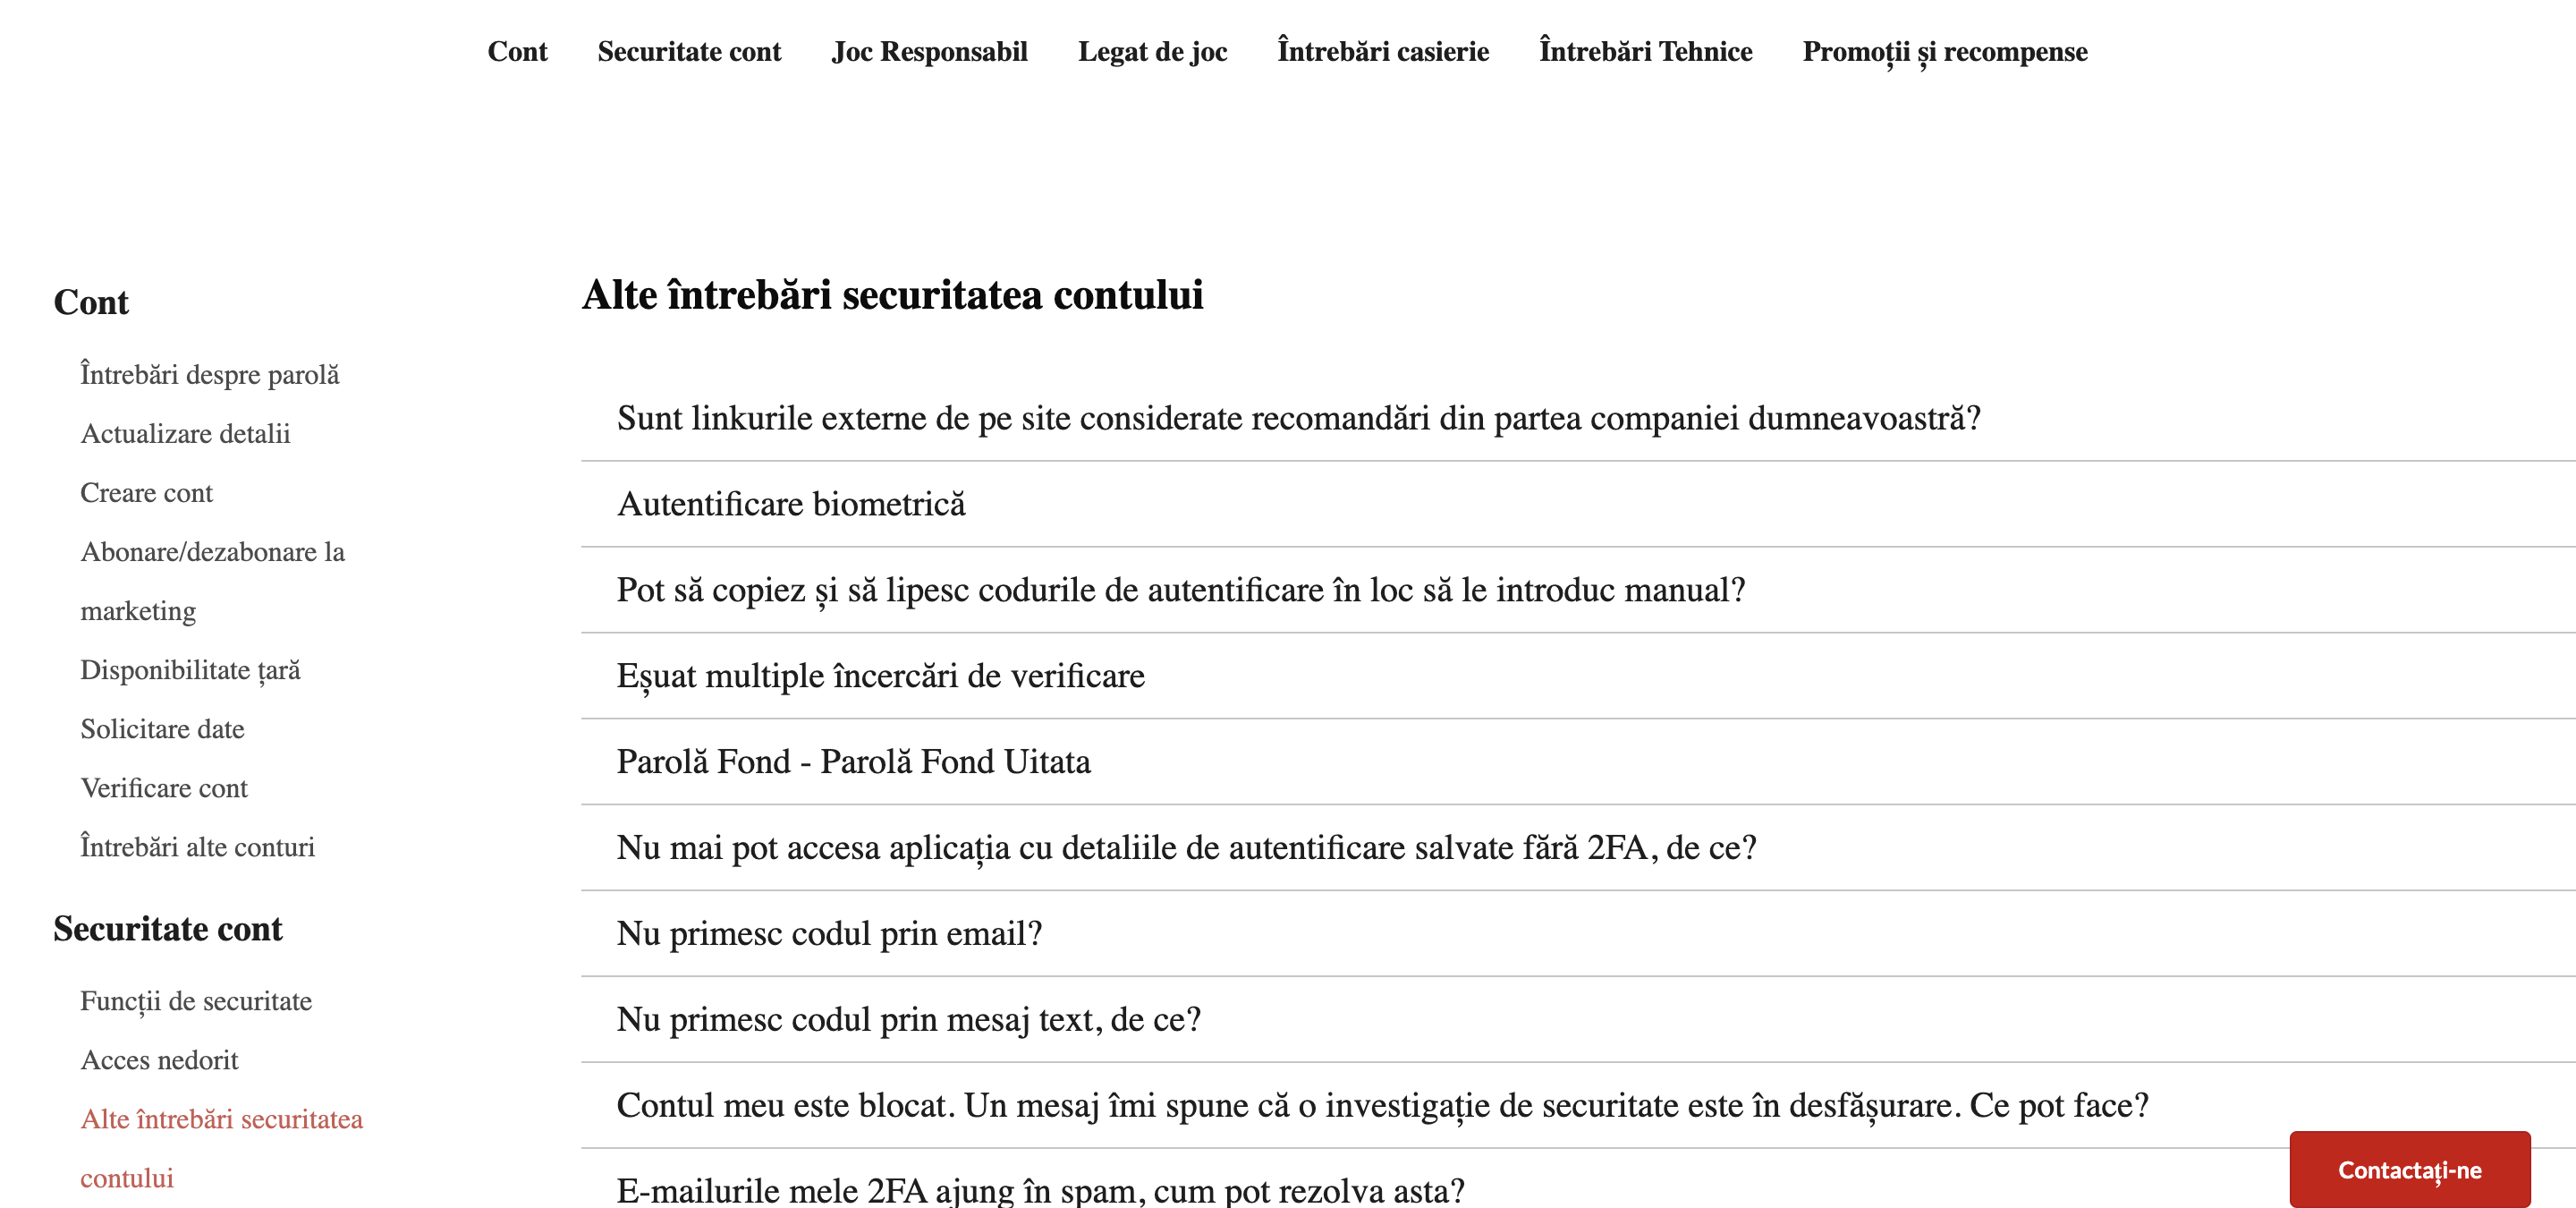 Cont Securitate cont Joc Responsabil Legat de joc Întrebări casierie Întrebări Tehnice Promoții și recompense
Cont
Întrebări despre parolă
Actualizare detalii
Creare cont
Abonare/dezabonare la
marketing
Disponibilitate țară
Solicitare date
Verificare cont
Întrebări alte conturi
Securitate cont
Funcții de securitate
Acces nedorit
Alte întrebări securitatea
contului
Alte întrebări securitatea contului
Sunt linkurile externe de pe site considerate recomandări din partea companiei dumneavoastră?
Autentificare biometrică
Pot să copiez și să lipesc codurile de autentificare în loc să le introduc manual?
Eșuat multiple încercări de verificare
Parolă Fond - Parolă Fond Uitata
Nu mai pot accesa aplicația cu detaliile de autentificare salvate fără 2FA, de ce?
Nu primesc codul prin email?
Nu primesc codul prin mesaj text, de ce?
Contul meu este blocat. Un mesaj îmi spune că o investigație de securitate este în desfășurare. Ce pot face?
E-mailurile mele 2FA ajung în spam, cum pot rezolva asta?
Contactați-ne